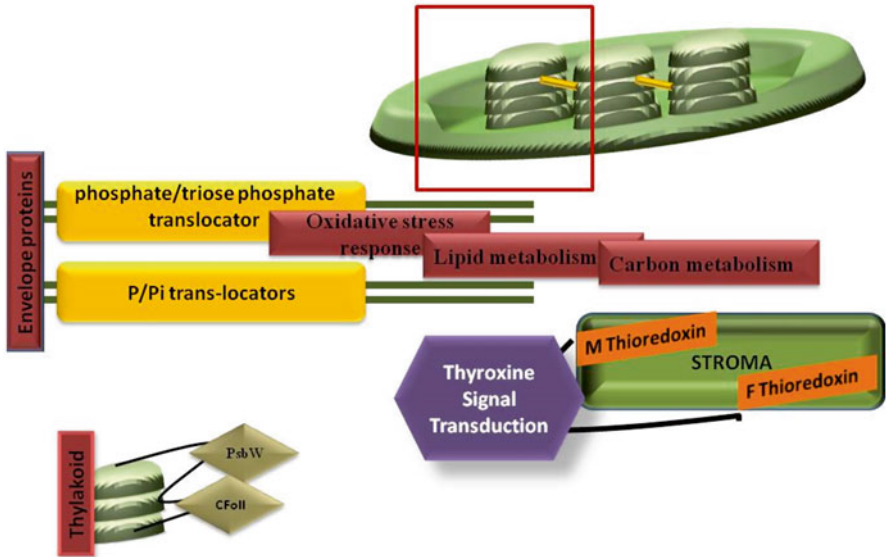 Envelope proteins
phosphate/triose phosphate
translocator
Oxidative stress
response
Lipid metabolism
Carbon metabolism
P/Pi trans-locators
Thyroxine
Signal
Transduction
M Thioredoxin
STROMA
F Thioredoxin
Thylakoid
PsbW
CFoII